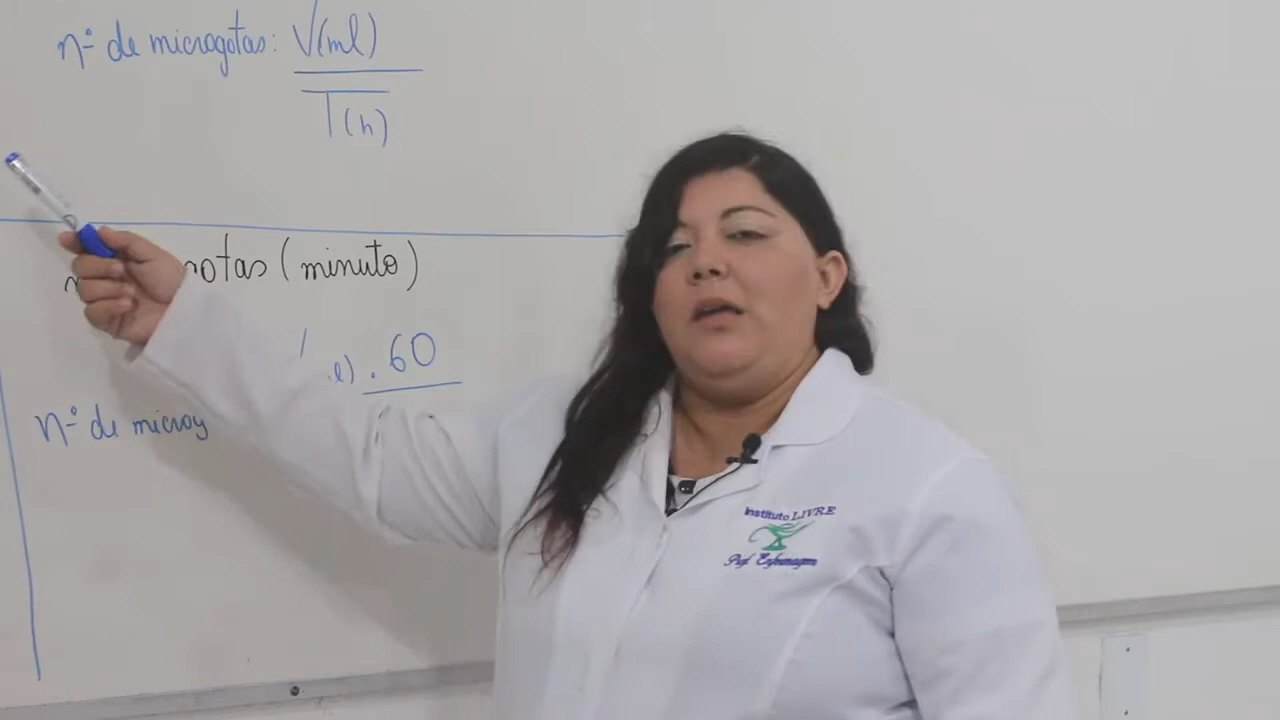 nº de microgotas: V(ml)
T(h)
gotas (minuto)
.60
nº de microg
Instituto LIVRE
Prof. Enfermagem